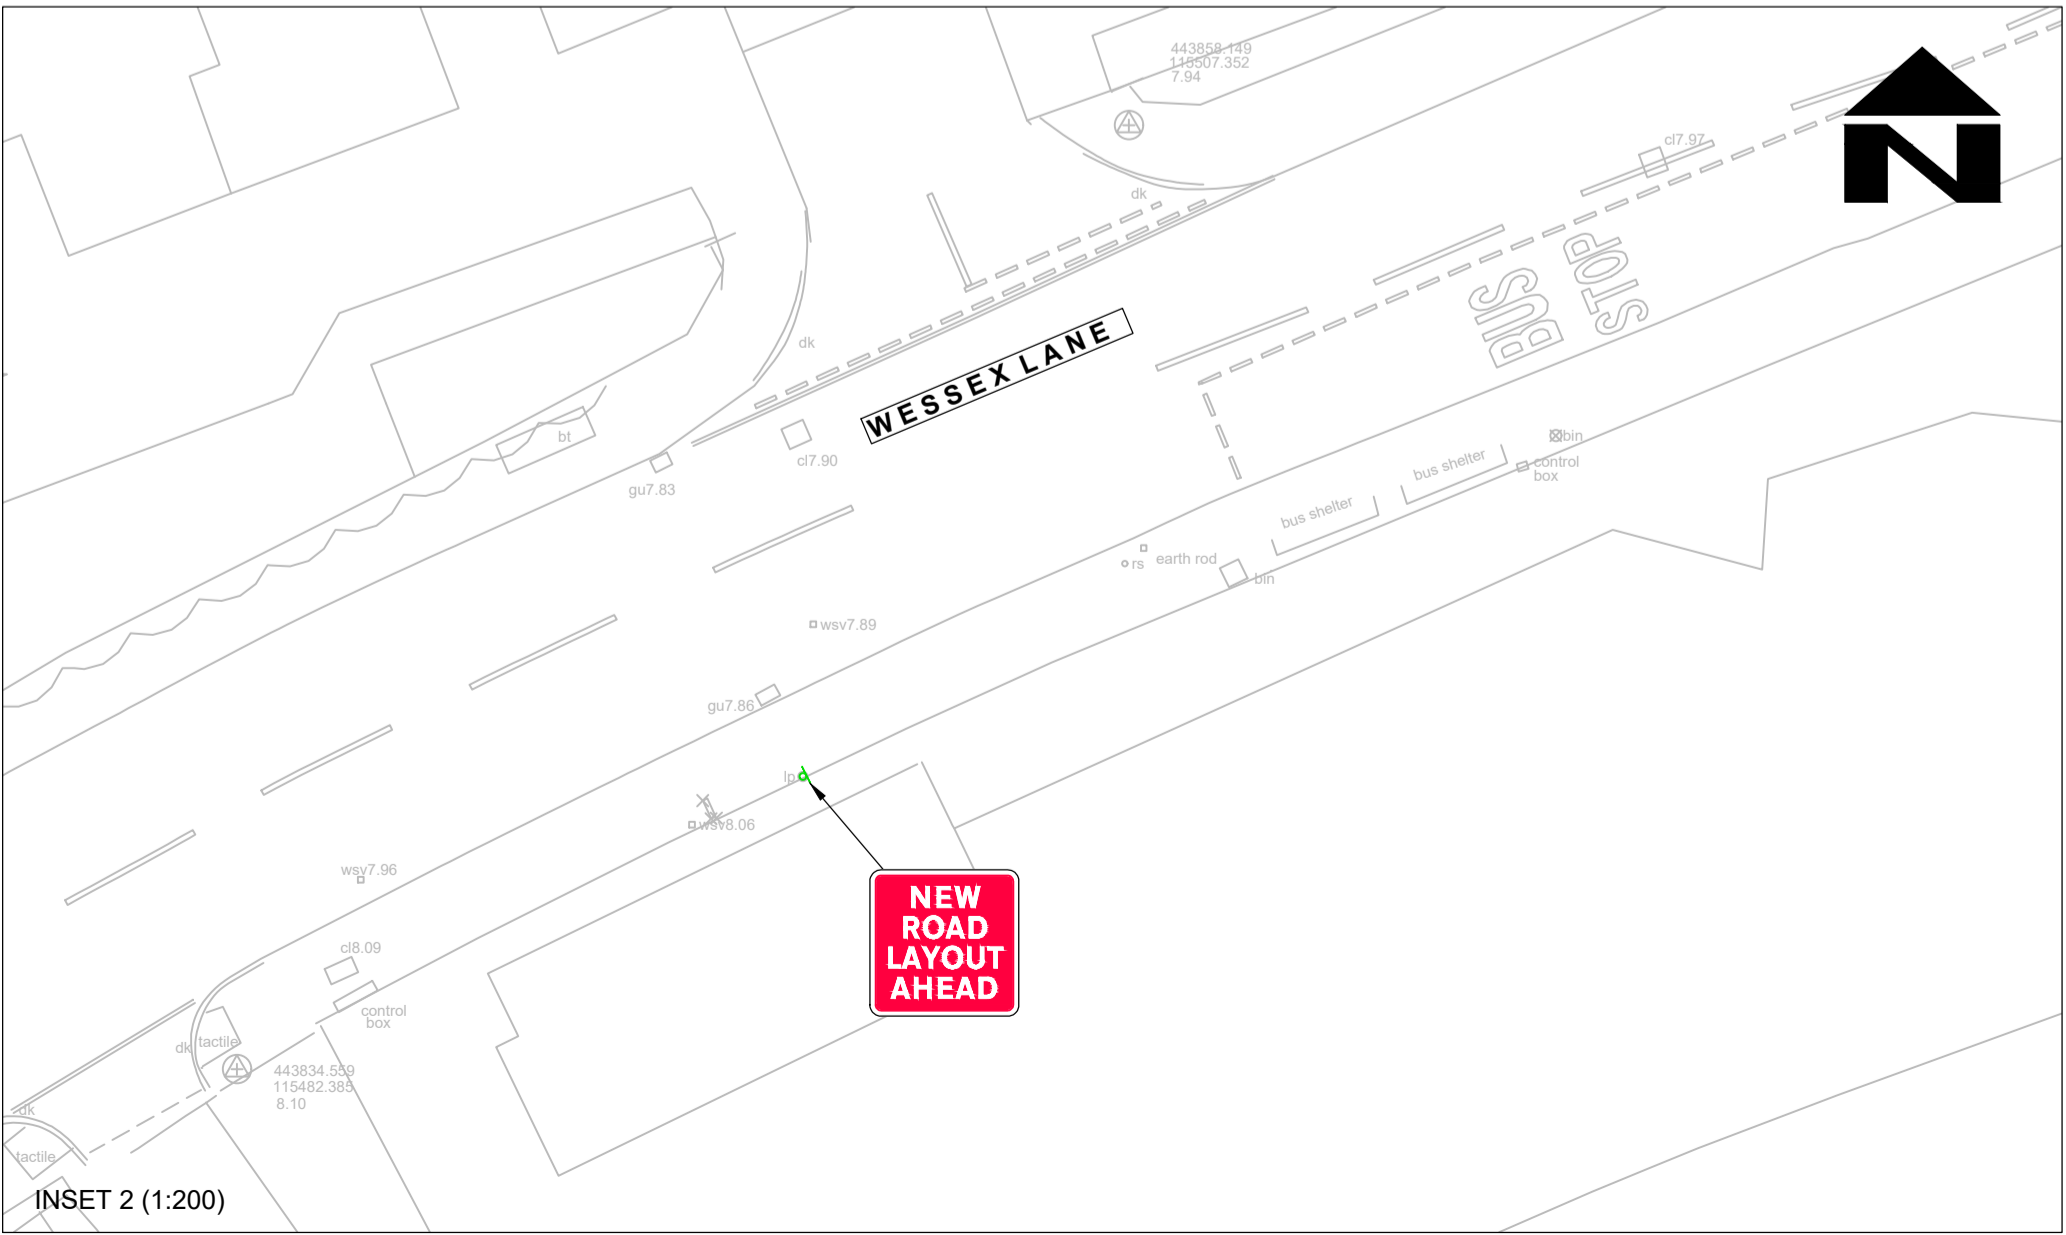 443858.149
115507.352
7.94
N
cl7.97
dk
BUS
STOP
WESSEX LANE
dk
bt
cl7.90
gu7.83
bin
bus shelter
control
box
bus shelter
earth rod
rs
bin
wsv7.89
gu7.86
lp
wsv8.06
wsv7.96
NEW
ROAD
LAYOUT
AHEAD
cl8.09
control
box
dk
tactile
443834.559
115482.385
8.10
dk
tactile
INSET 2 (1:200)